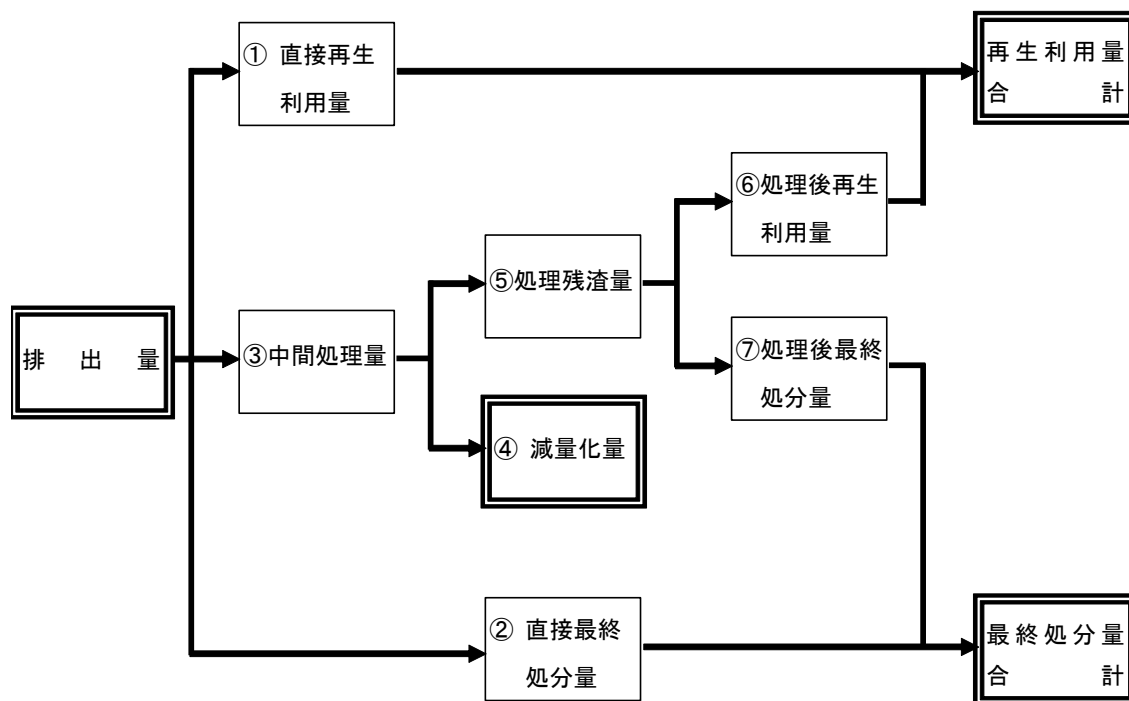 ① 直接再生
利用量
再生利用量
合計
⑥処理後再生
利用量
⑤処理残渣量
排出量
③中間処理量
⑦処理後最終
処分量
④ 減量化量
② 直接最終
処分量
最終処分量
合計